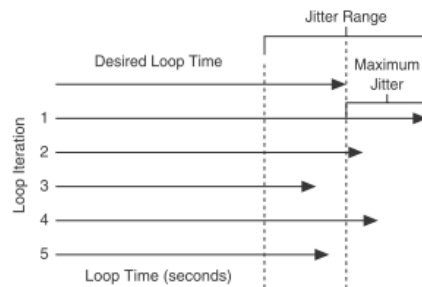 Jitter Range
Desired Loop Time
Maximum
Jitter
Loop Iteration
1
2
3
4
5
Loop Time (seconds)